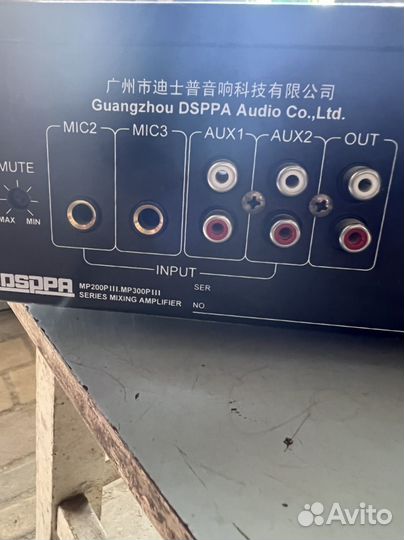 广州市迪士普音响科技有限公司
Guangzhou DSPPA Audio Co.,Ltd.
MIC2 MIC3 AUX1 AUX2 OUT
MUTE
MAX MIN
INPUT
DSPPA MP200PIII.MP300PIII SER
SERIES MIXING AMPLIFIER NO
Avito